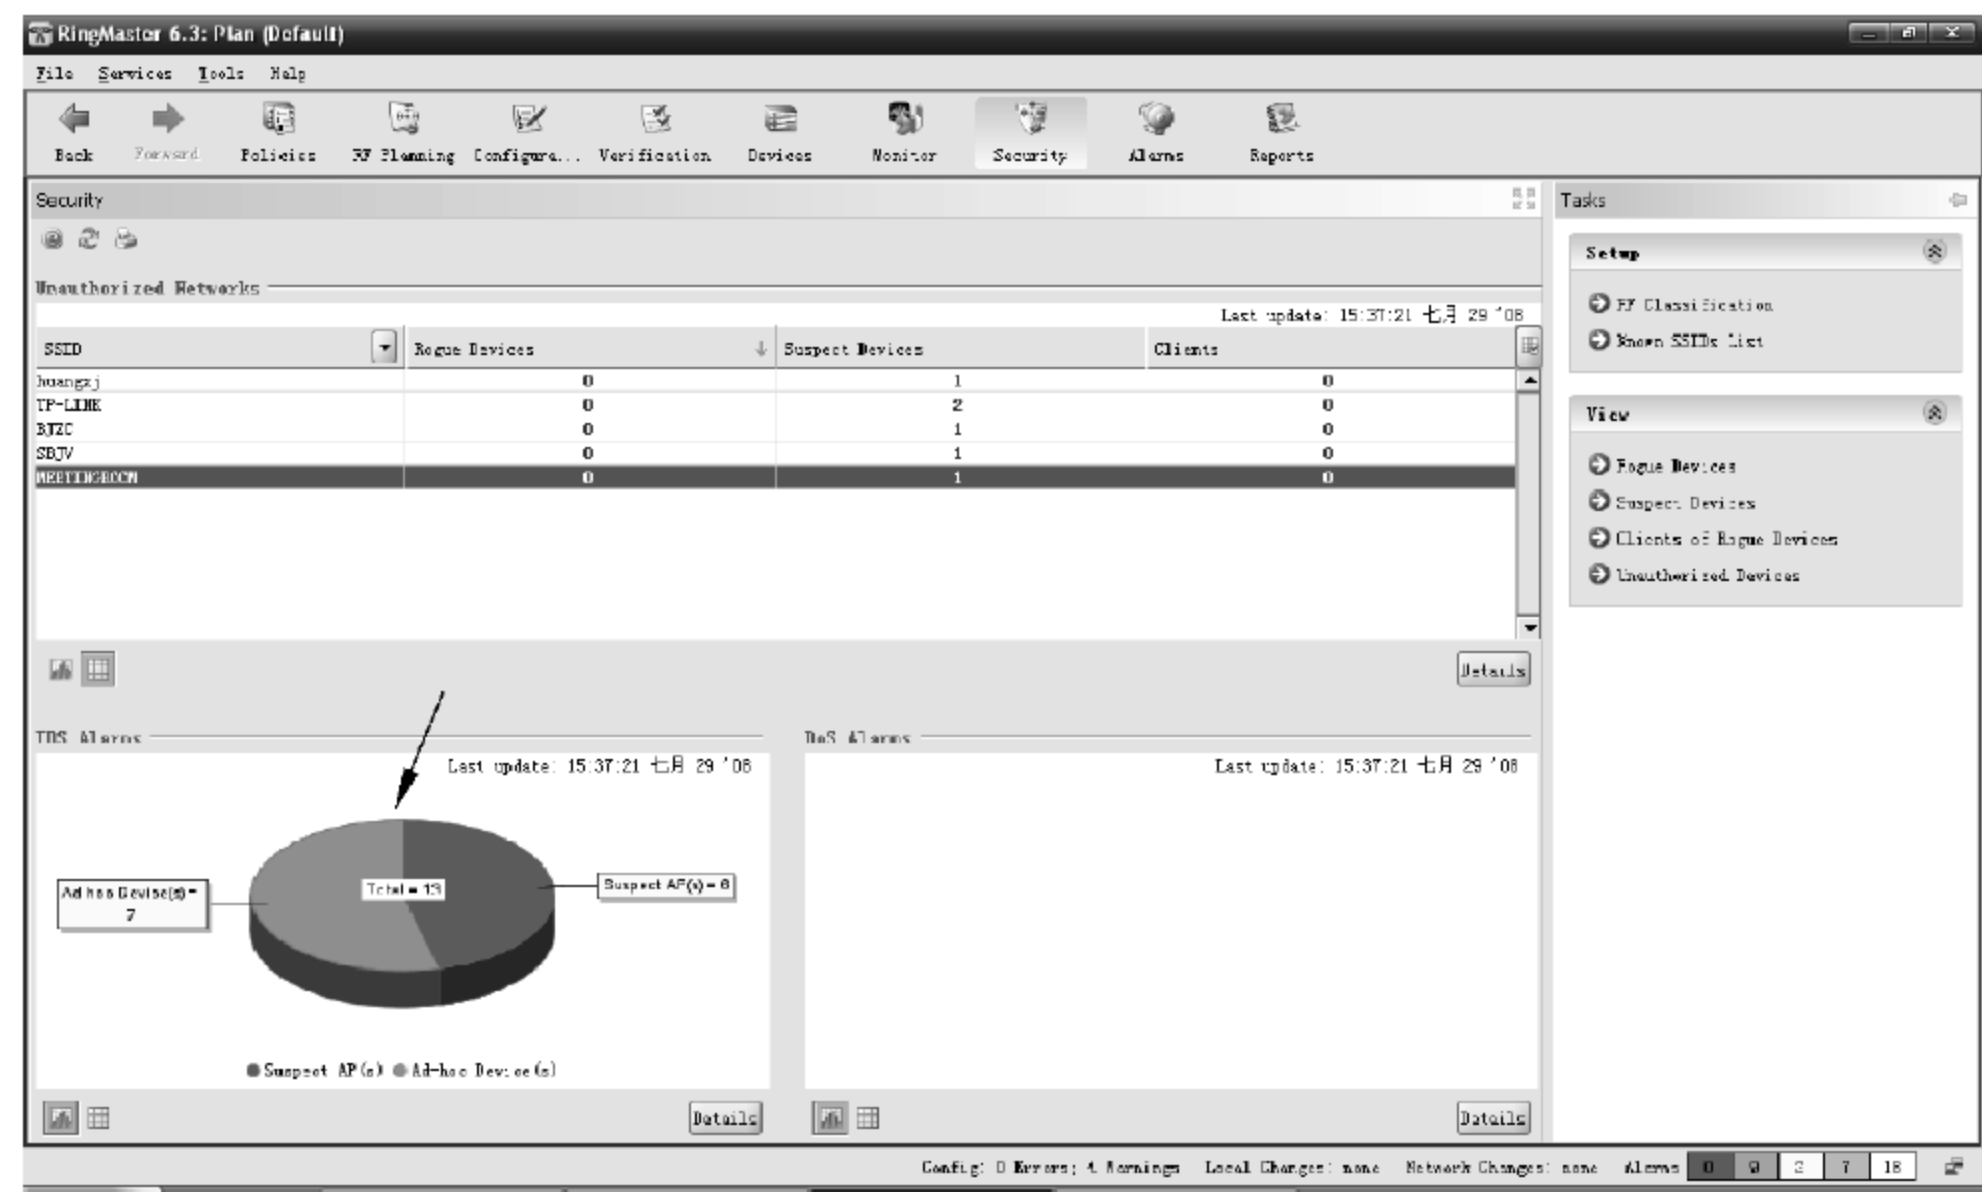 RingMaster 6.3: Plan (Default)
File Services Tools Help
Back Forward Policies RF Planning Configura... Verification Devices Monitor Security Alarms Reports
Security
Tasks
Setup
RF Classification
Known SSIDs List
View
Rogue Devices
Suspect Devices
Clients of Rogue Devices
Unauthorized Devices
Unauthorized Networks
Last update: 15:37:21 七月 29 '08
SSID Rogue Devices Suspect Devices Clients
huangzj 0 1 0
TP-LINK 0 2 0
BJZC 0 1 0
SBJV 0 1 0
MEETINGROOM 0 1 0
Details
IDS Alarms
Last update: 15:37:21 七月 29 '08
Ad-hoc Device(s) =
7
Total = 13
Suspect AP(s) = 6
Suspect AP(s) Ad-hoc Device(s)
Details
DoS Alarms
Last update: 15:37:21 七月 29 '08
Details
Config: 0 Errors; 4 Warnings Local Changes: none Network Changes: none Alarms 0 7 18